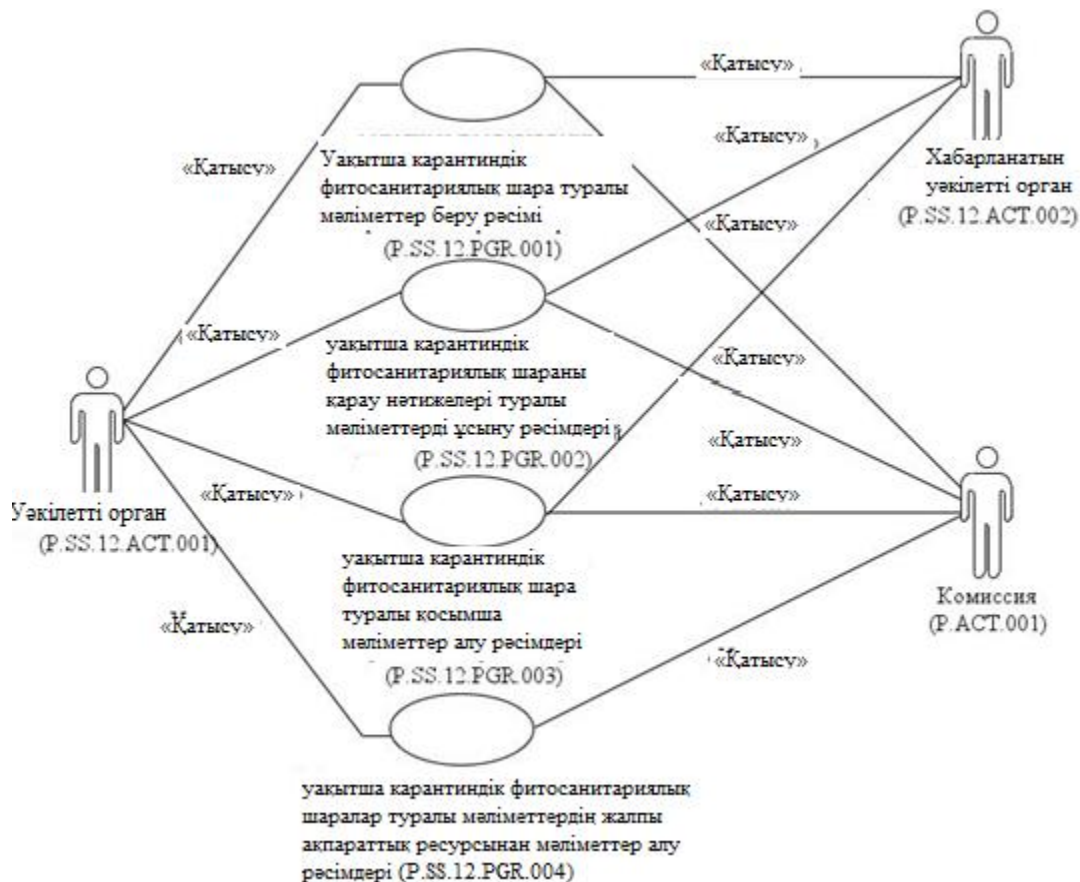 «Қатысу»
«Қатысу»
Хабарланатын
уәкілетті орган
(P.SS.12.ACT.002)
«Қатысу»
Уақытша карантиндік
фитосанитариялық шара туралы
мәліметтер беру рәсімі
(P.SS.12.PGR.001)
«Қатысу»
«Қатысу»
уақытша карантиндік
фитосанитариялық шараны
қарау нәтижелері туралы
мәліметтерді ұсыну рәсімдері
(P.SS.12.PGR.002)
«Қатысу»
«Қатысу»
«Қатысу»
«Қатысу»
Уәкілетті орган
(P.SS.12.ACT.001)
уақытша карантиндік
фитосанитариялық шара
туралы қосымша
мәліметтер алу рәсімдері
(P.SS.12.PGR.003)
Комиссия
(P.ACT.001)
«Қатысу»
«Қатысу»
уақытша карантиндік фитосанитариялық
шаралар туралы мәліметтердің жалпы
ақпараттық ресурсынан мәліметтер алу
рәсімдері (P.SS.12.PGR.004)